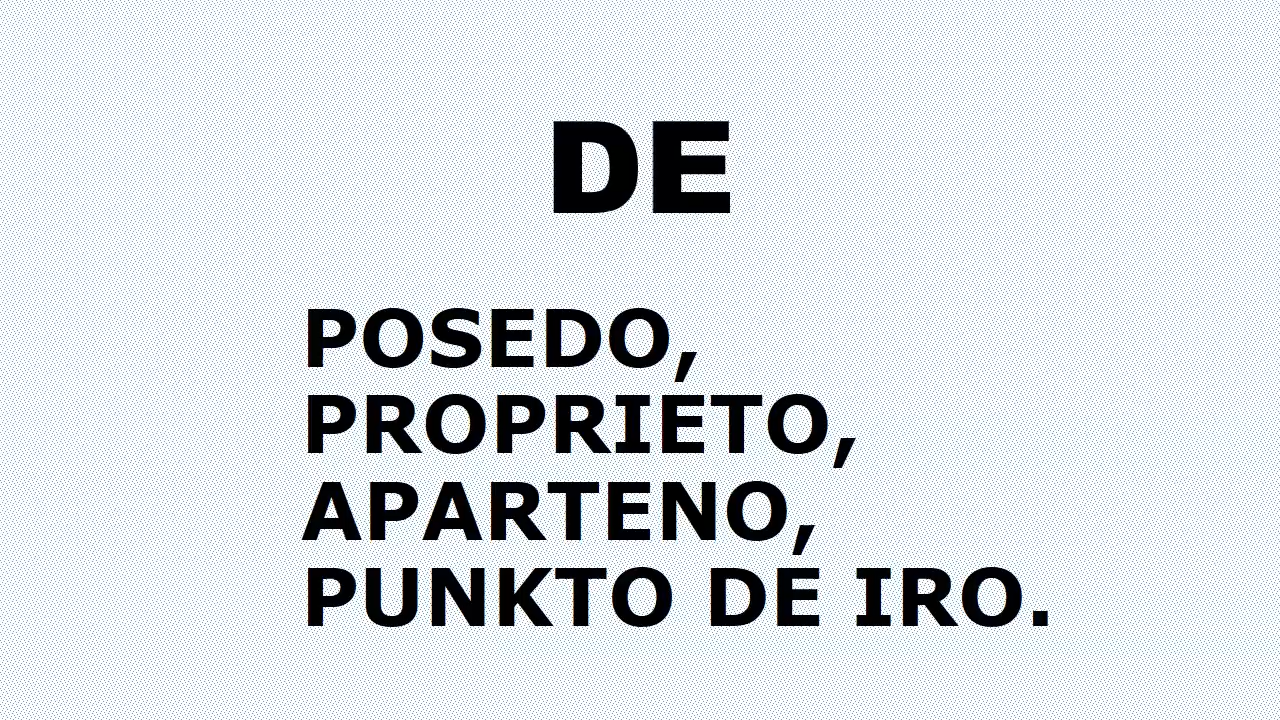 DE
POSEDO,
PROPRIETO,
APARTENO,
PUNKTO DE IRO.